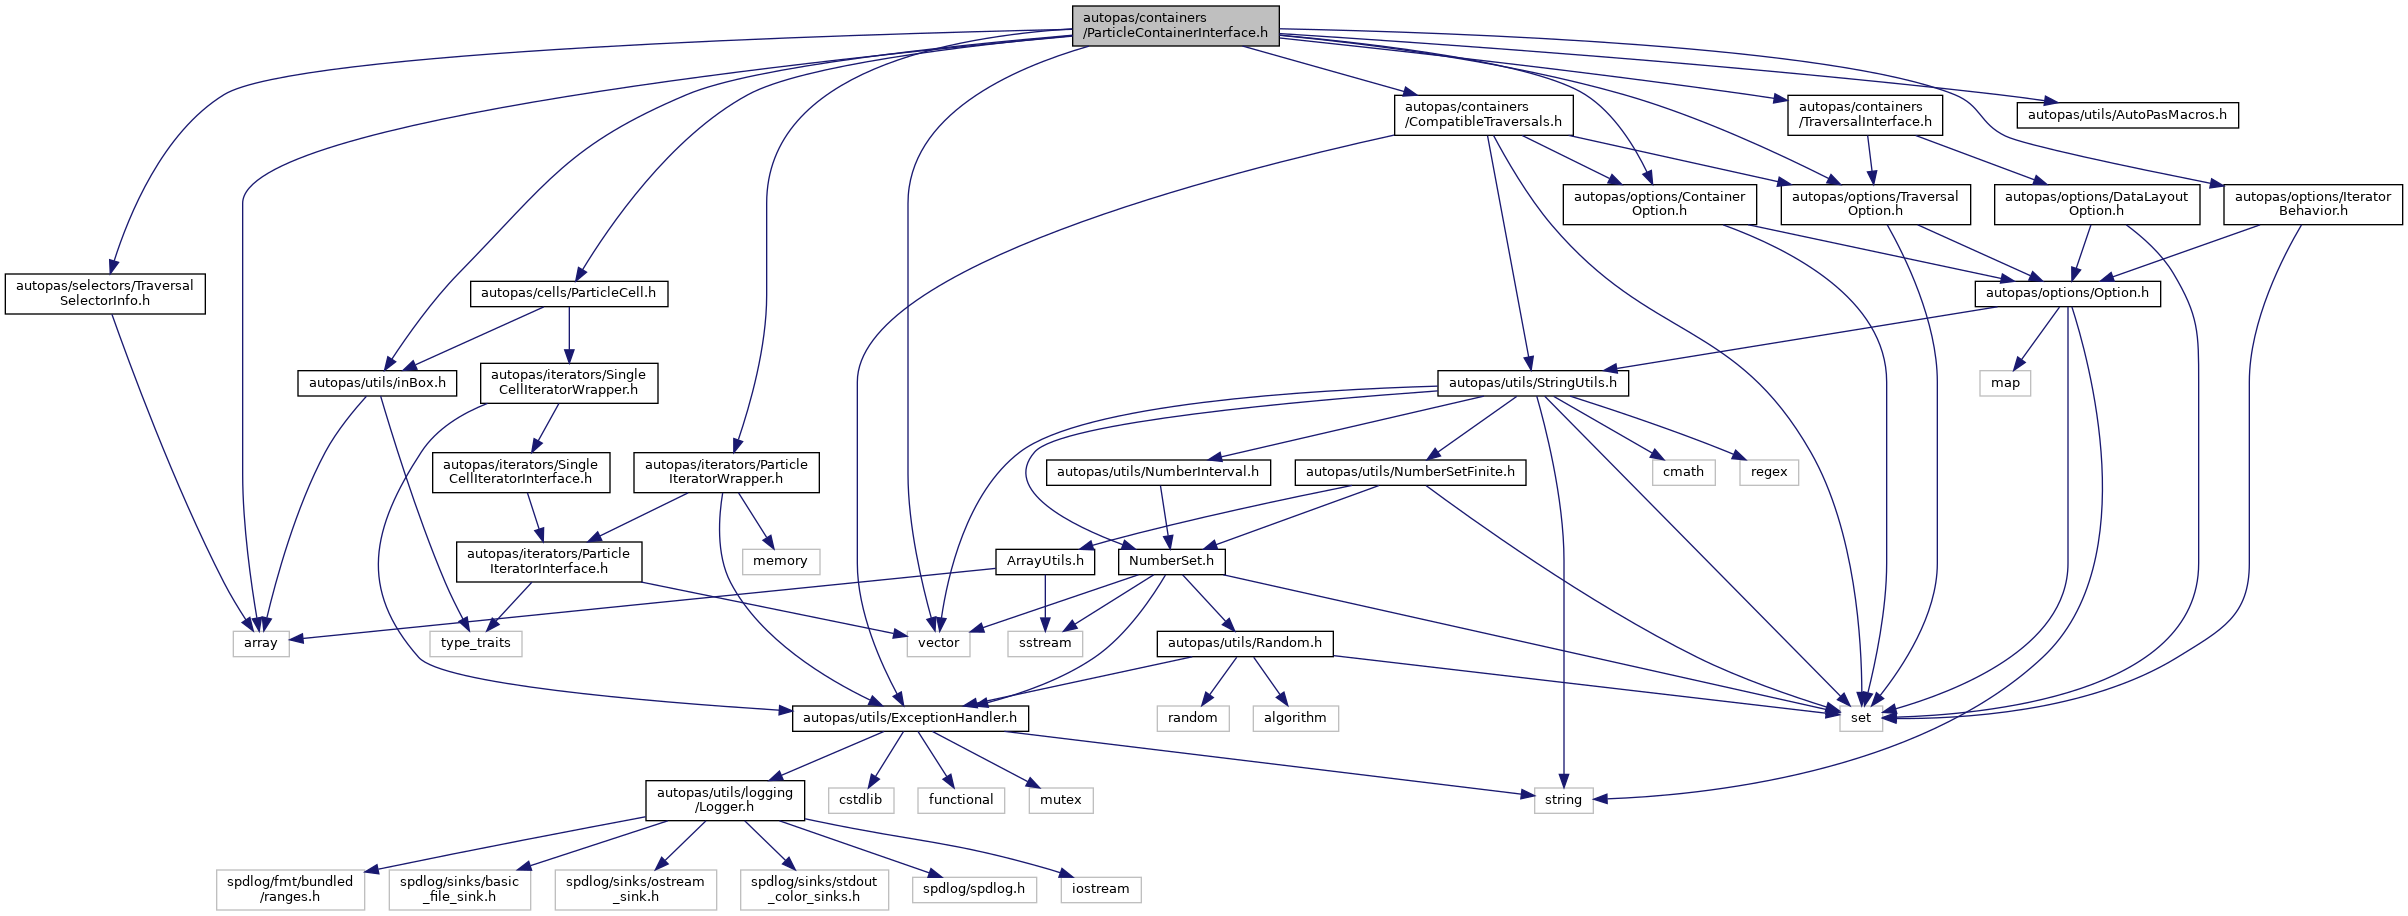 autopas/containers
/ParticleContainerInterface.h
autopas/containers
/CompatibleTraversals.h
autopas/containers
/TraversalInterface.h
autopas/utils/AutoPasMacros.h
autopas/options/Container
Option.h
autopas/options/Traversal
Option.h
autopas/options/DataLayout
Option.h
autopas/options/Iterator
Behavior.h
autopas/selectors/Traversal
SelectorInfo.h
autopas/cells/ParticleCell.h
autopas/options/Option.h
autopas/utils/inBox.h
autopas/iterators/Single
CellIteratorWrapper.h
autopas/utils/StringUtils.h
map
autopas/iterators/Single
CellIteratorInterface.h
autopas/iterators/Particle
IteratorWrapper.h
autopas/utils/NumberInterval.h
autopas/utils/NumberSetFinite.h
cmath
regex
autopas/iterators/Particle
IteratorInterface.h
memory
ArrayUtils.h
NumberSet.h
array
type_traits
vector
sstream
autopas/utils/Random.h
autopas/utils/ExceptionHandler.h
random
algorithm
set
autopas/utils/logging
/Logger.h
cstdlib
functional
mutex
string
spdlog/fmt/bundled
/ranges.h
spdlog/sinks/basic
_file_sink.h
spdlog/sinks/ostream
_sink.h
spdlog/sinks/stdout
_color_sinks.h
spdlog/spdlog.h
iostream